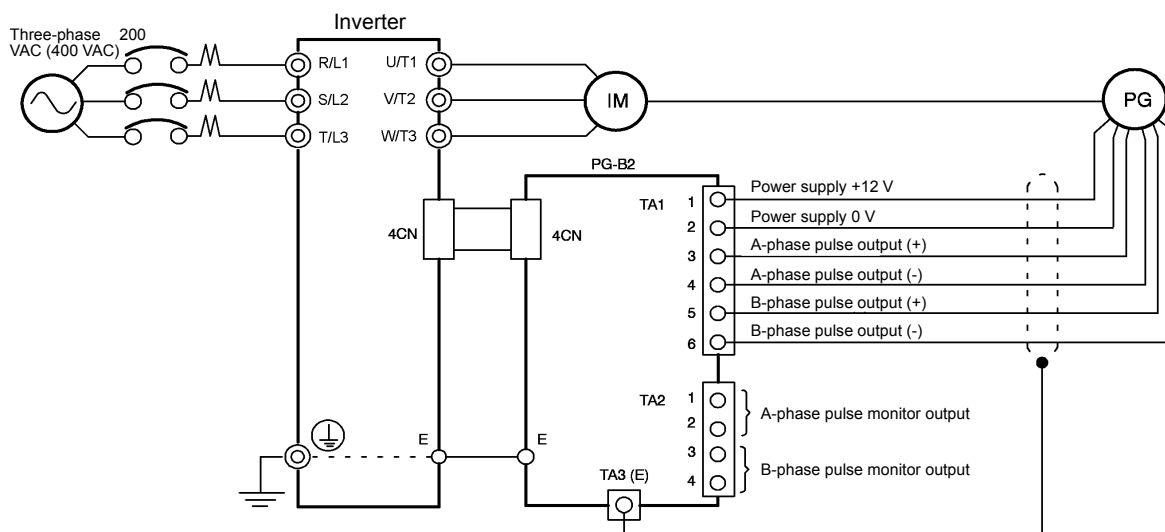 Inverter
Three-phase 200
VAC (400 VAC)
R/L1 U/T1
S/L2 V/T2
T/L3 W/T3
IM
PG
PG-B2
4CN
4CN
TA1
1 Power supply +12 V
2 Power supply 0 V
3 A-phase pulse output (+)
4 A-phase pulse output (-)
5 B-phase pulse output (+)
6 B-phase pulse output (-)
TA2
1
2
A-phase pulse monitor output
3
4
B-phase pulse monitor output
E
E
TA3 (E)